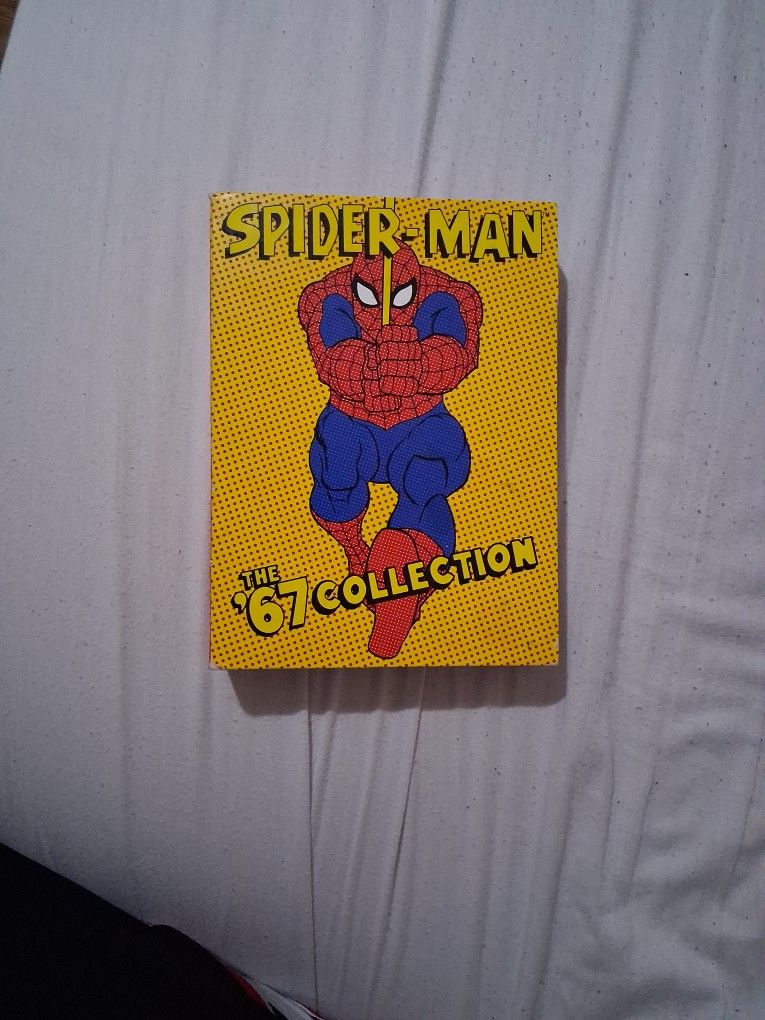 SPIDER-MAN
THE
'67 COLLECTION